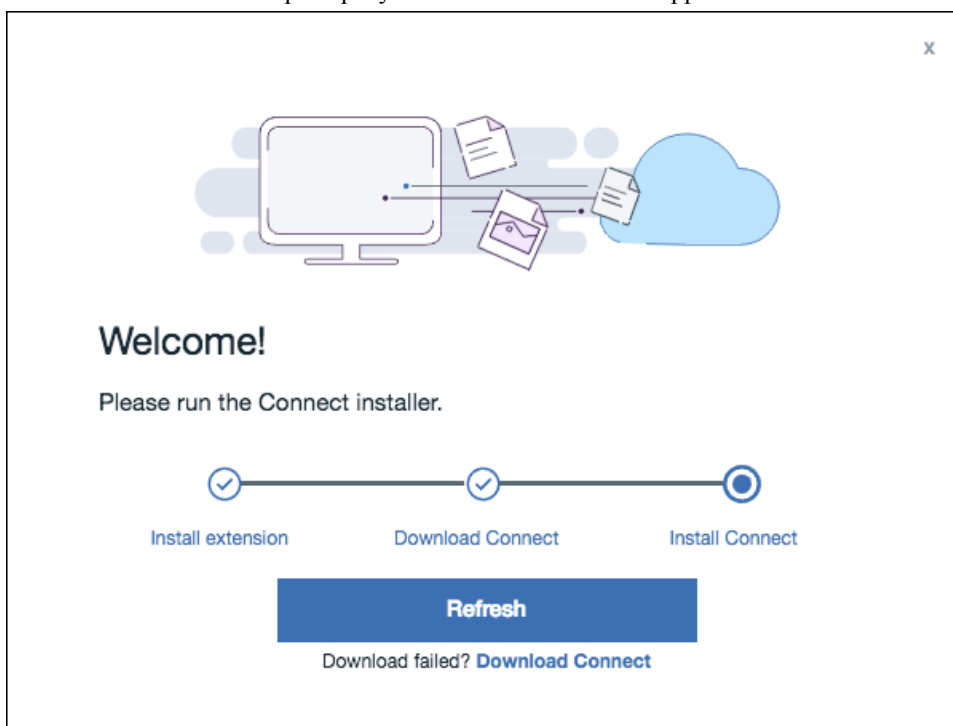 x
Welcome!
Please run the Connect installer.
Install extension Download Connect Install Connect
Refresh
Download failed? Download Connect